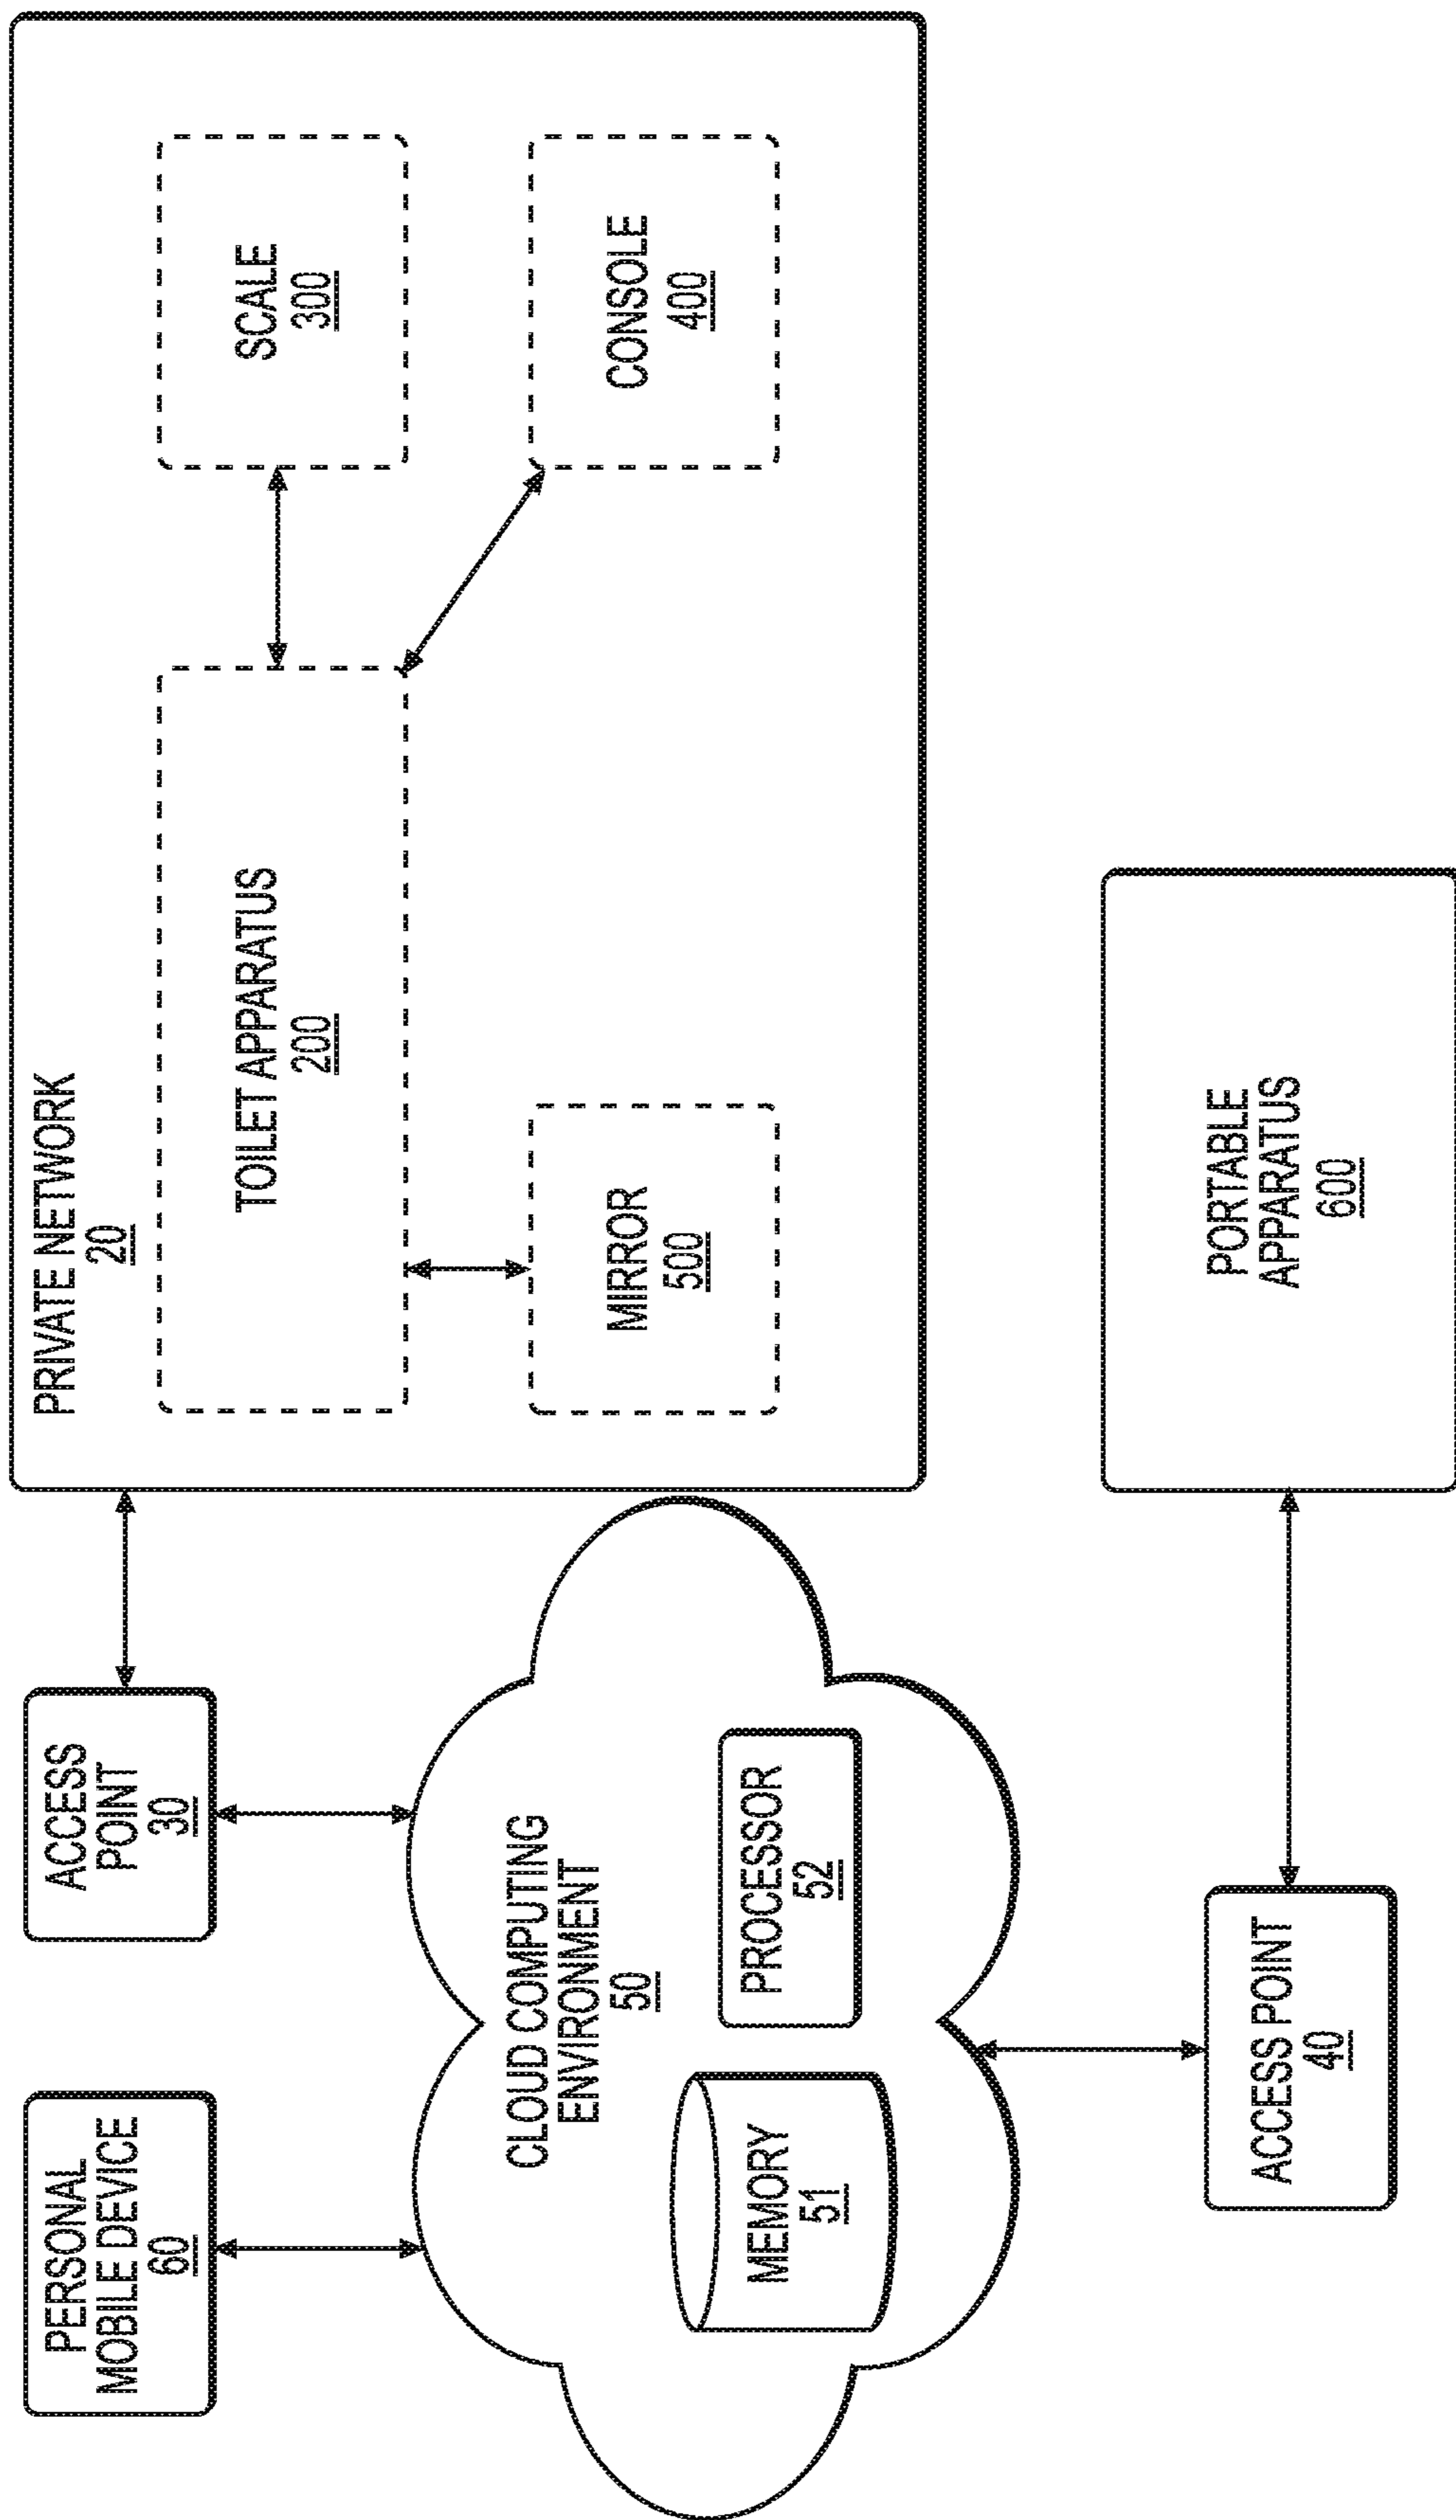 PERSONAL
MOBILE DEVICE
60
ACCESS
POINT
30
PRIVATE NETWORK
20
TOILET APPARATUS
200
SCALE
300
MIRROR
500
CONSOLE
400
CLOUD COMPUTING
ENVIRONMENT
50
MEMORY
51
PROCESSOR
52
ACCESS POINT
40
PORTABLE
APPARATUS
600